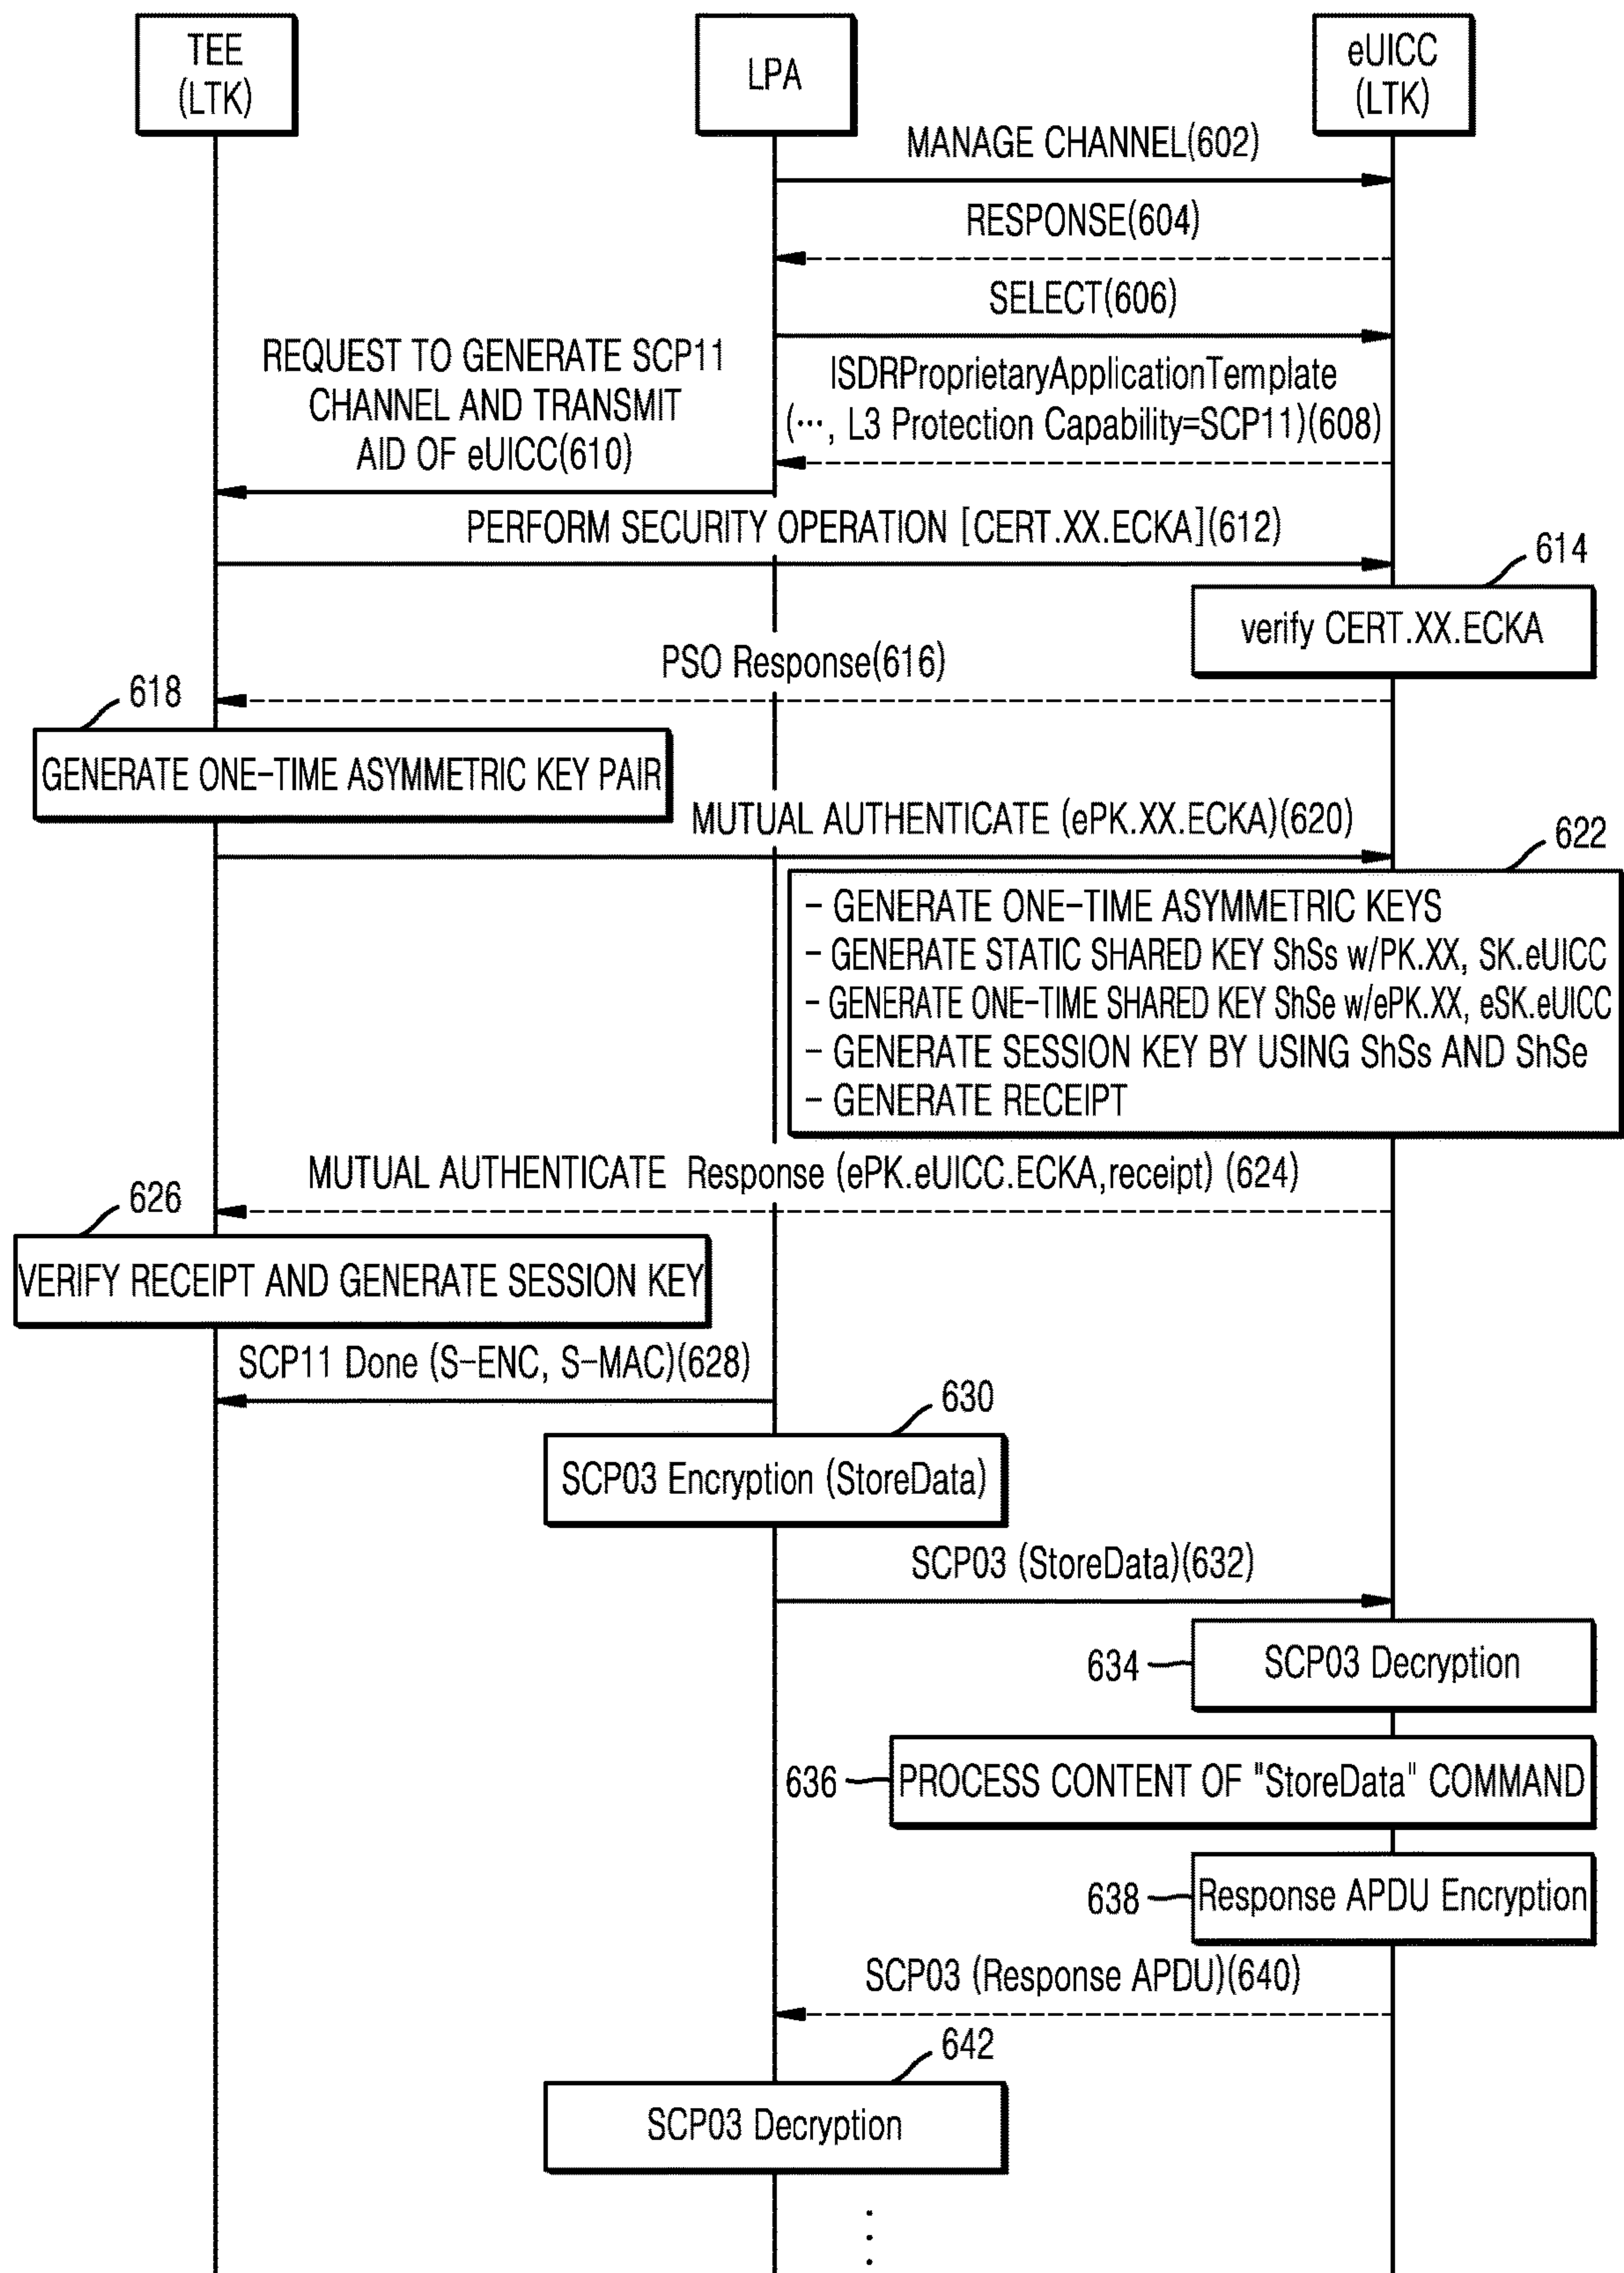 TEE
(LTK)
LPA
eUICC
(LTK)
MANAGE CHANNEL(602)
RESPONSE(604)
SELECT(606)
REQUEST TO GENERATE SCP11
CHANNEL AND TRANSMIT
AID OF eUICC(610)
ISDRProprietaryApplicationTemplate
(···, L3 Protection Capability=SCP11)(608)
PERFORM SECURITY OPERATION [CERT.XX.ECKA](612)
614
verify CERT.XX.ECKA
PSO Response(616)
618
GENERATE ONE-TIME ASYMMETRIC KEY PAIR
MUTUAL AUTHENTICATE (ePK.XX.ECKA)(620)
622
- GENERATE ONE-TIME ASYMMETRIC KEYS
- GENERATE STATIC SHARED KEY ShSs w/PK.XX, SK.eUICC
- GENERATE ONE-TIME SHARED KEY ShSe w/ePK.XX, eSK.eUICC
- GENERATE SESSION KEY BY USING ShSs AND ShSe
- GENERATE RECEIPT
MUTUAL AUTHENTICATE Response (ePK.eUICC.ECKA,receipt) (624)
626
VERIFY RECEIPT AND GENERATE SESSION KEY
SCP11 Done (S-ENC, S-MAC)(628)
630
SCP03 Encryption (StoreData)
SCP03 (StoreData)(632)
634
SCP03 Decryption
636
PROCESS CONTENT OF "StoreData" COMMAND
638
Response APDU Encryption
SCP03 (Response APDU)(640)
642
SCP03 Decryption